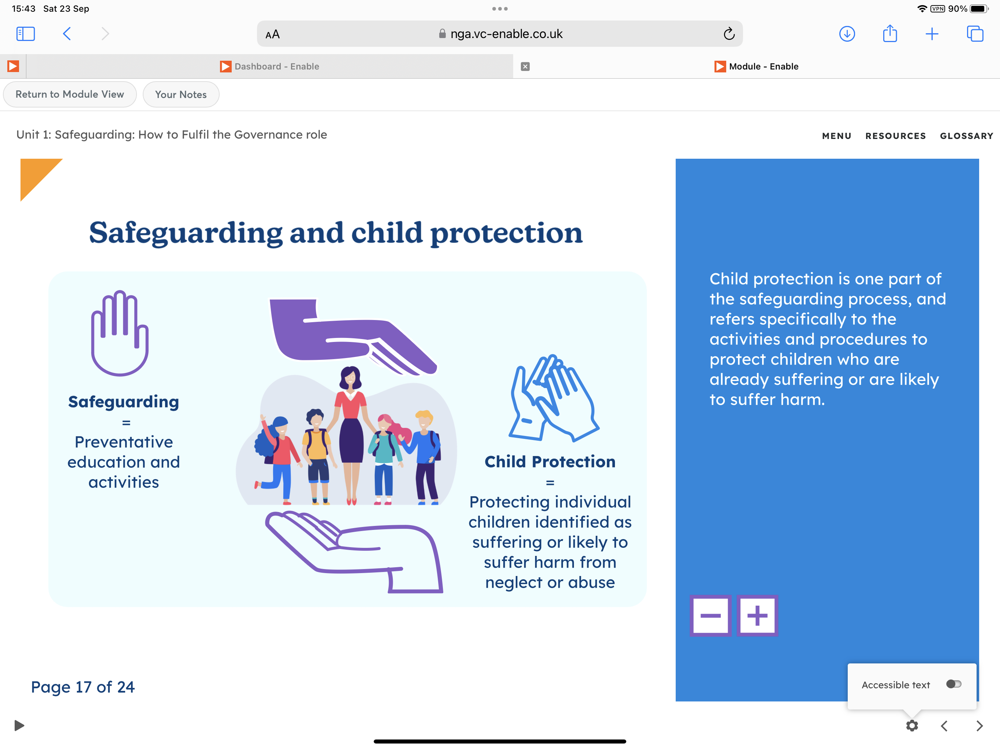 15:43 Sat 23 Sep
VPN 90%
AA
nga.vc-enable.co.uk
Dashboard - Enable
Module - Enable
Return to Module View
Your Notes
Unit 1: Safeguarding: How to Fulfil the Governance role
MENU RESOURCES GLOSSARY
Safeguarding and child protection
Safeguarding
=
Preventative
education and
activities
Child Protection
=
Protecting individual
children identified as
suffering or likely to
suffer harm from
neglect or abuse
Child protection is one part of
the safeguarding process, and
refers specifically to the
activities and procedures to
protect children who are
already suffering or are likely
to suffer harm.
Accessible text
Page 17 of 24